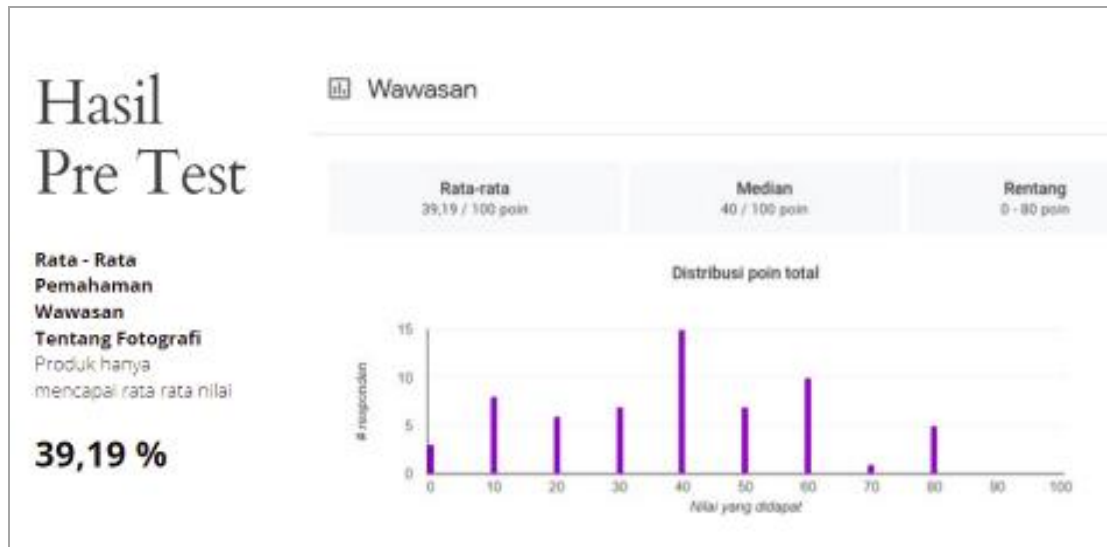 Hasil
Pre Test
Rata - Rata
Pemahaman
Wawasan
Tentang Fotografi
Produk hanya
mencapai rata rata nilai
39,19 %
Wawasan
Rata-rata
39,19 / 100 poin
Median
40 / 100 poin
Rentang
0 - 80 poin
Distribusi poin total
# responden
15
10
5
0
0 10 20 30 40 50 60 70 80 90 100
Nilai yang didapat